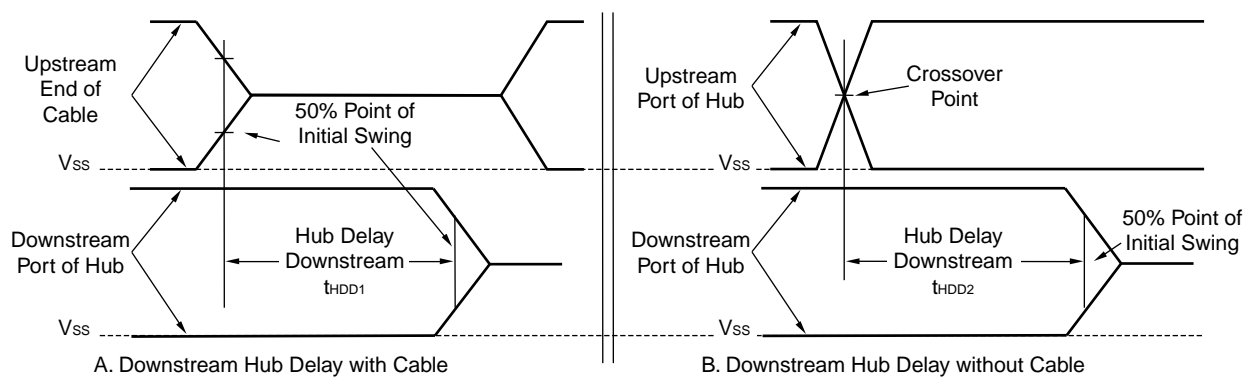 Upstream
End of
Cable
50% Point of
Initial Swing
VSS
Downstream
Port of Hub
Hub Delay
Downstream
tHDD1
VSS
A. Downstream Hub Delay with Cable
Upstream
Port of Hub
Crossover
Point
VSS
Downstream
Port of Hub
Hub Delay
Downstream
tHDD2
50% Point of
Initial Swing
VSS
B. Downstream Hub Delay without Cable